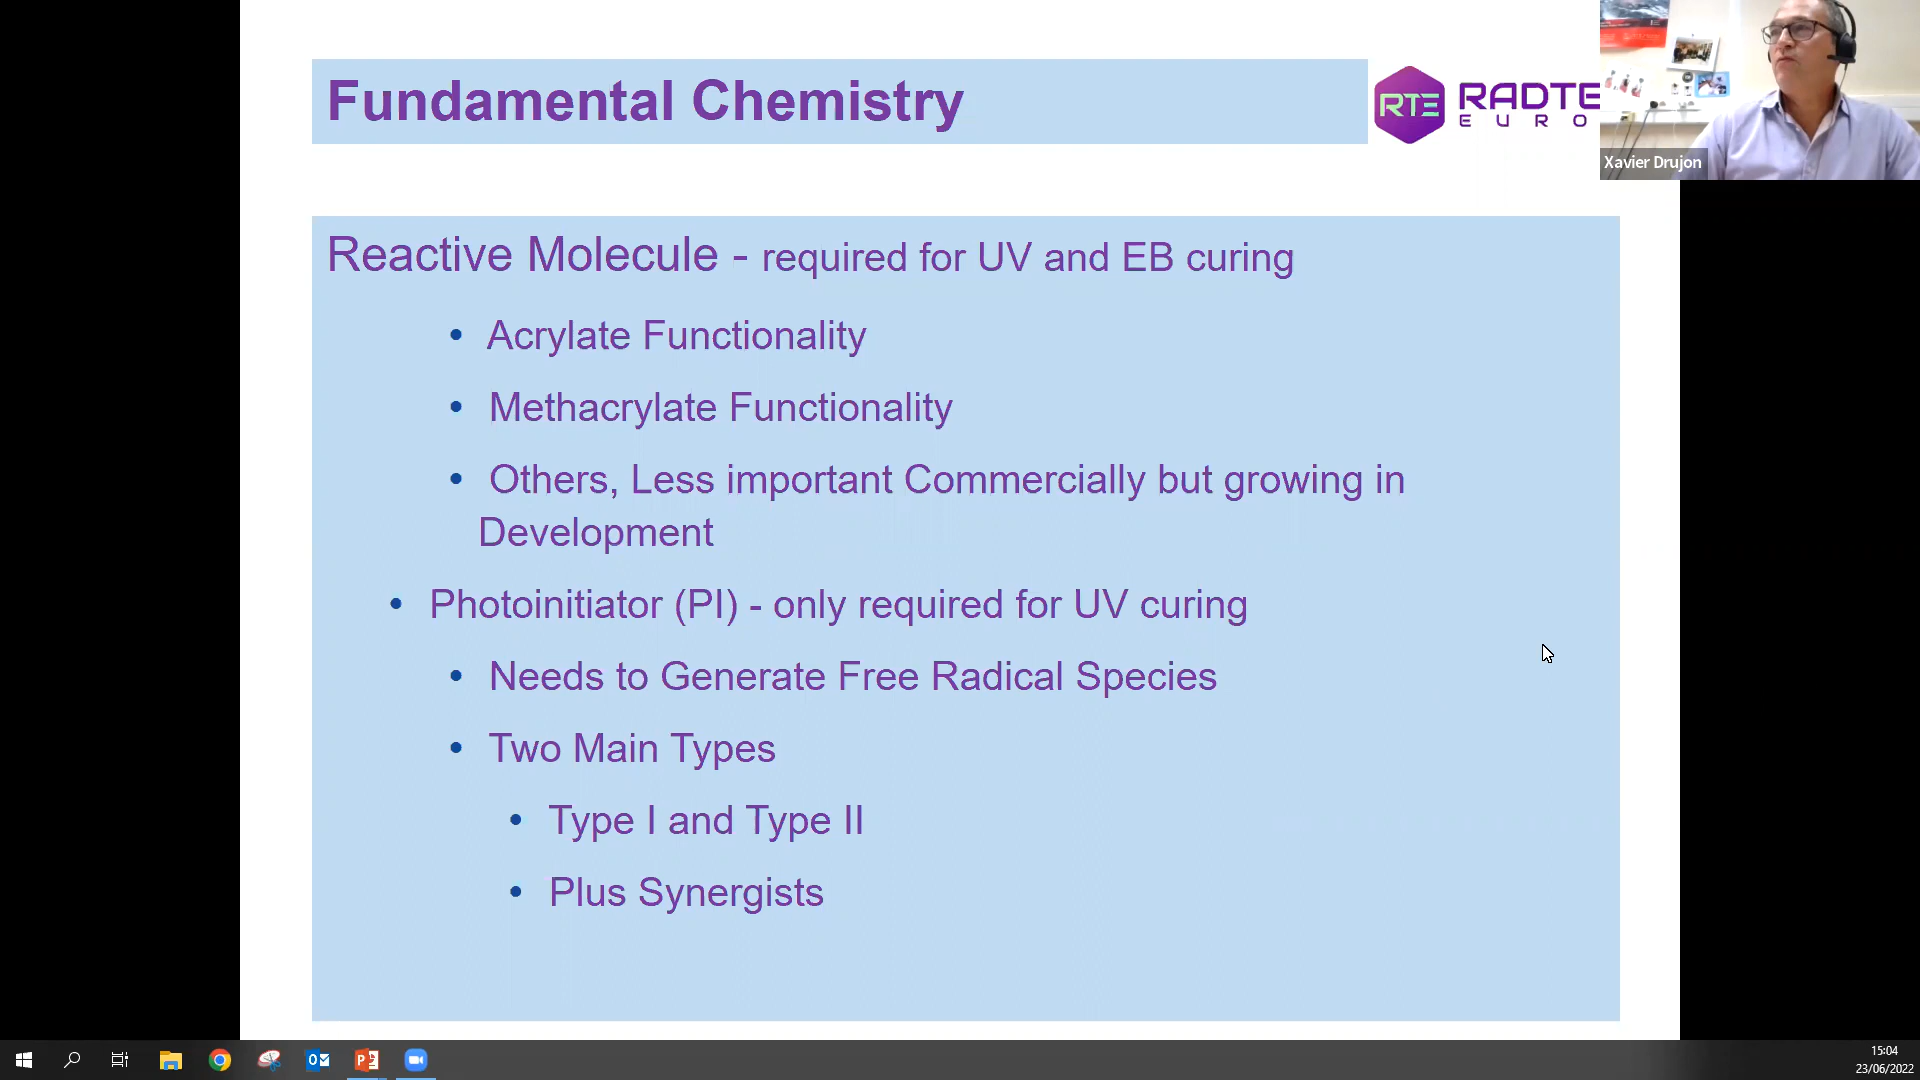 Fundamental Chemistry
RTE RADTE
EURO
Xavier Drujon
Reactive Molecule - required for UV and EB curing
• Acrylate Functionality
• Methacrylate Functionality
• Others, Less important Commercially but growing in
Development
• Photoinitiator (PI) - only required for UV curing
• Needs to Generate Free Radical Species
• Two Main Types
• Type I and Type II
• Plus Synergists
15:04
23/06/2022